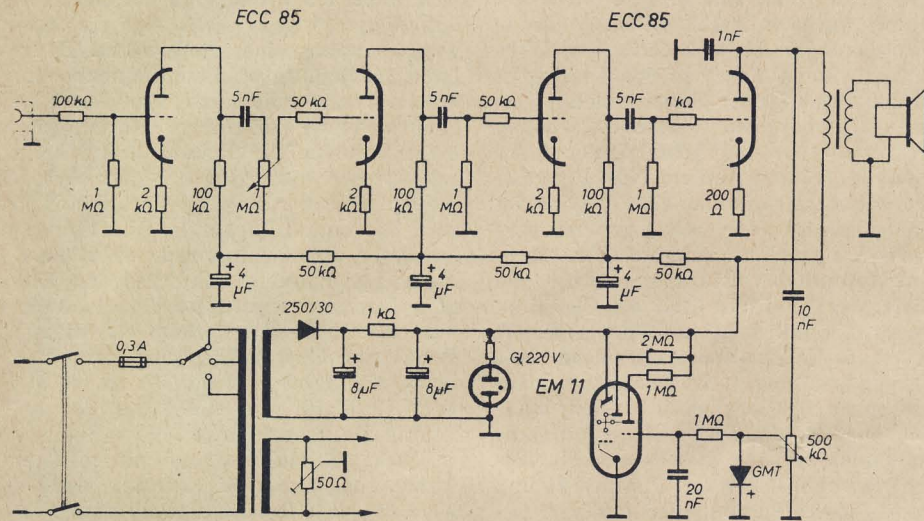 ECC 85
ECC85
1nF
100kΩ
5nF
50kΩ
5nF
50kΩ
5nF
1kΩ
1 MΩ
2 kΩ
100 kΩ
1 MΩ
2 kΩ
100 kΩ
1 MΩ
2 kΩ
100 kΩ
1 MΩ
200 Ω
50kΩ
50kΩ
50kΩ
+
4 μF
+
4 μF
+
4 μF
10 nF
250/30
1 kΩ
0,3A
+
8μF
+
8μF
Gl 220V
EM 11
2MΩ
1MΩ
1MΩ
500 kΩ
50Ω
20 nF
GMT
+